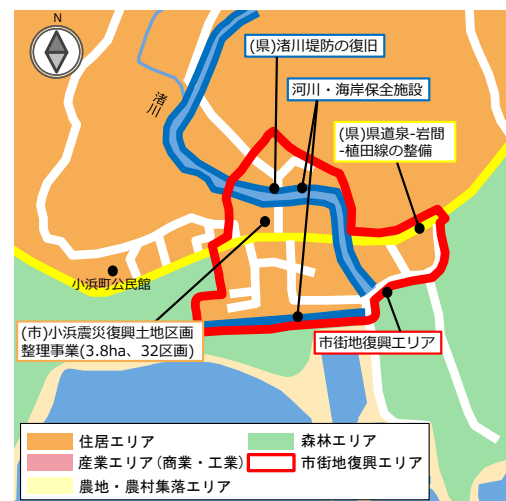 N
(県)渚川堤防の復旧
河川・海岸保全施設
渚川
(県)県道泉-岩間
-植田線の整備
小浜町公民館
(市)小浜震災復興土地区画
整理事業(3.8ha、32区画)
市街地復興エリア
住居エリア
森林エリア
産業エリア(商業・工業)
市街地復興エリア
農地・農村集落エリア